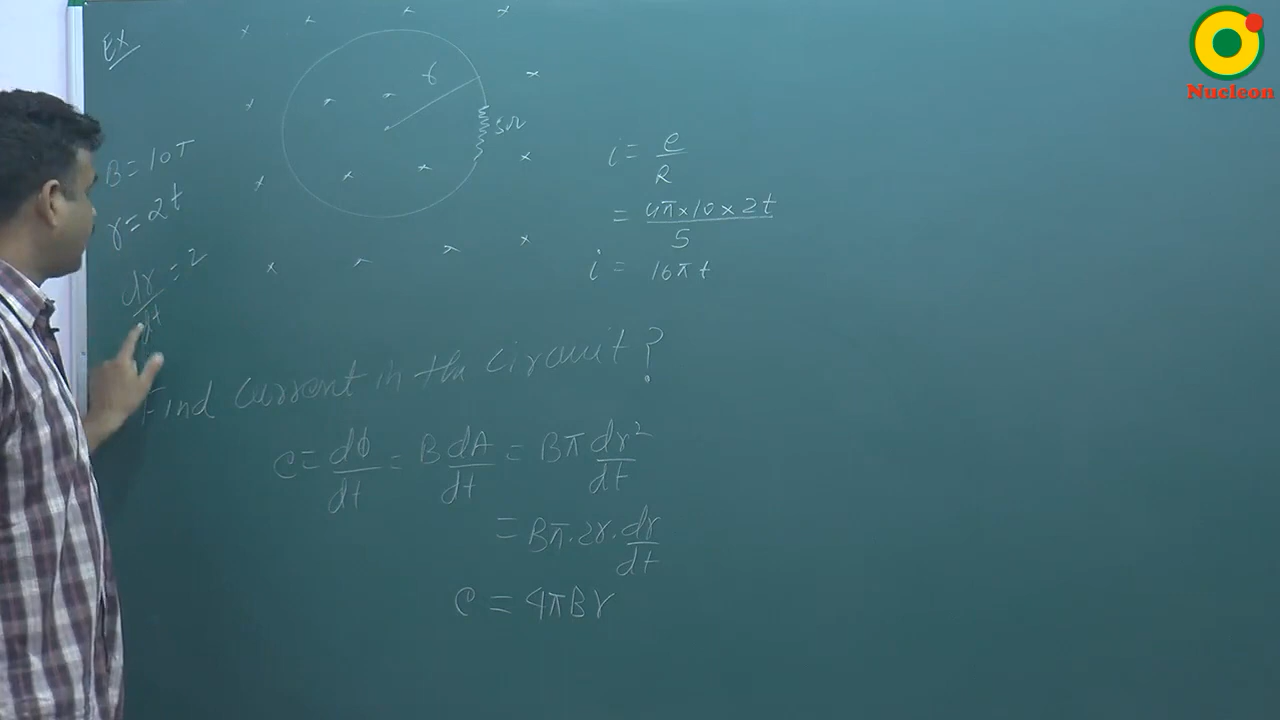 EX
r
5Ω
B = 10T
r = 2t
dr/dt = 2
i = e/R
= 4π×10×2t/5
i = 16πt
Find current in the circuit?
e = dϕ/dt = B dA/dt = Bπ dr²/dt
= Bπ.2r.dr/dt
e = 4πBr
Nucleon